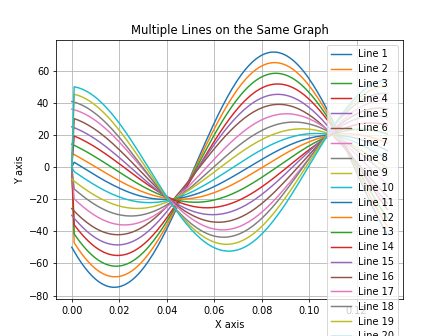 Multiple Lines on the Same Graph
Y axis
60
40
20
0
−20
−40
−60
−80
0.00
0.02
0.04
0.06
0.08
0.10
X axis
Line 1
Line 2
Line 3
Line 4
Line 5
Line 6
Line 7
Line 8
Line 9
Line 10
Line 11
Line 12
Line 13
Line 14
Line 15
Line 16
Line 17
Line 18
Line 19
Line 20